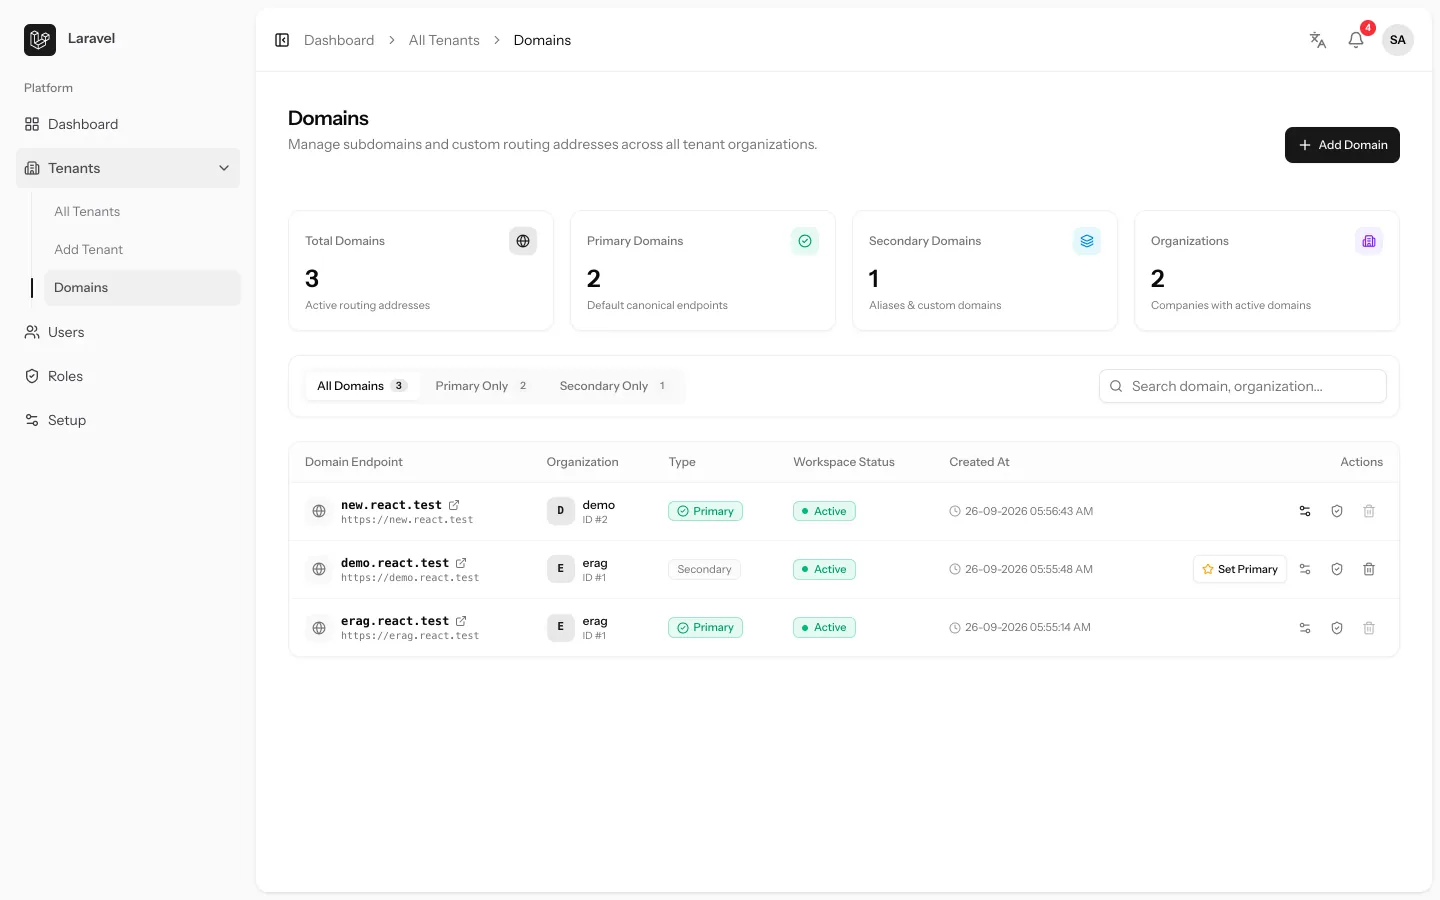 Laravel
Platform
Dashboard
Tenants
All Tenants
Add Tenant
Domains
Users
Roles
Setup
Dashboard > All Tenants > Domains
4
SA
Domains
Manage subdomains and custom routing addresses across all tenant organizations.
Add Domain
Total Domains
3
Active routing addresses
Primary Domains
2
Default canonical endpoints
Secondary Domains
1
Aliases & custom domains
Organizations
2
Companies with active domains
All Domains 3 Primary Only 2 Secondary Only 1
Search domain, organization...
Domain Endpoint Organization Type Workspace Status Created At Actions
new.react.test
https://new.react.test
D
demo
ID #2
Primary
Active
26-09-2026 05:56:43 AM
demo.react.test
https://demo.react.test
E
erag
ID #1
Secondary
Active
26-09-2026 05:55:48 AM
Set Primary
erag.react.test
https://erag.react.test
E
erag
ID #1
Primary
Active
26-09-2026 05:55:14 AM